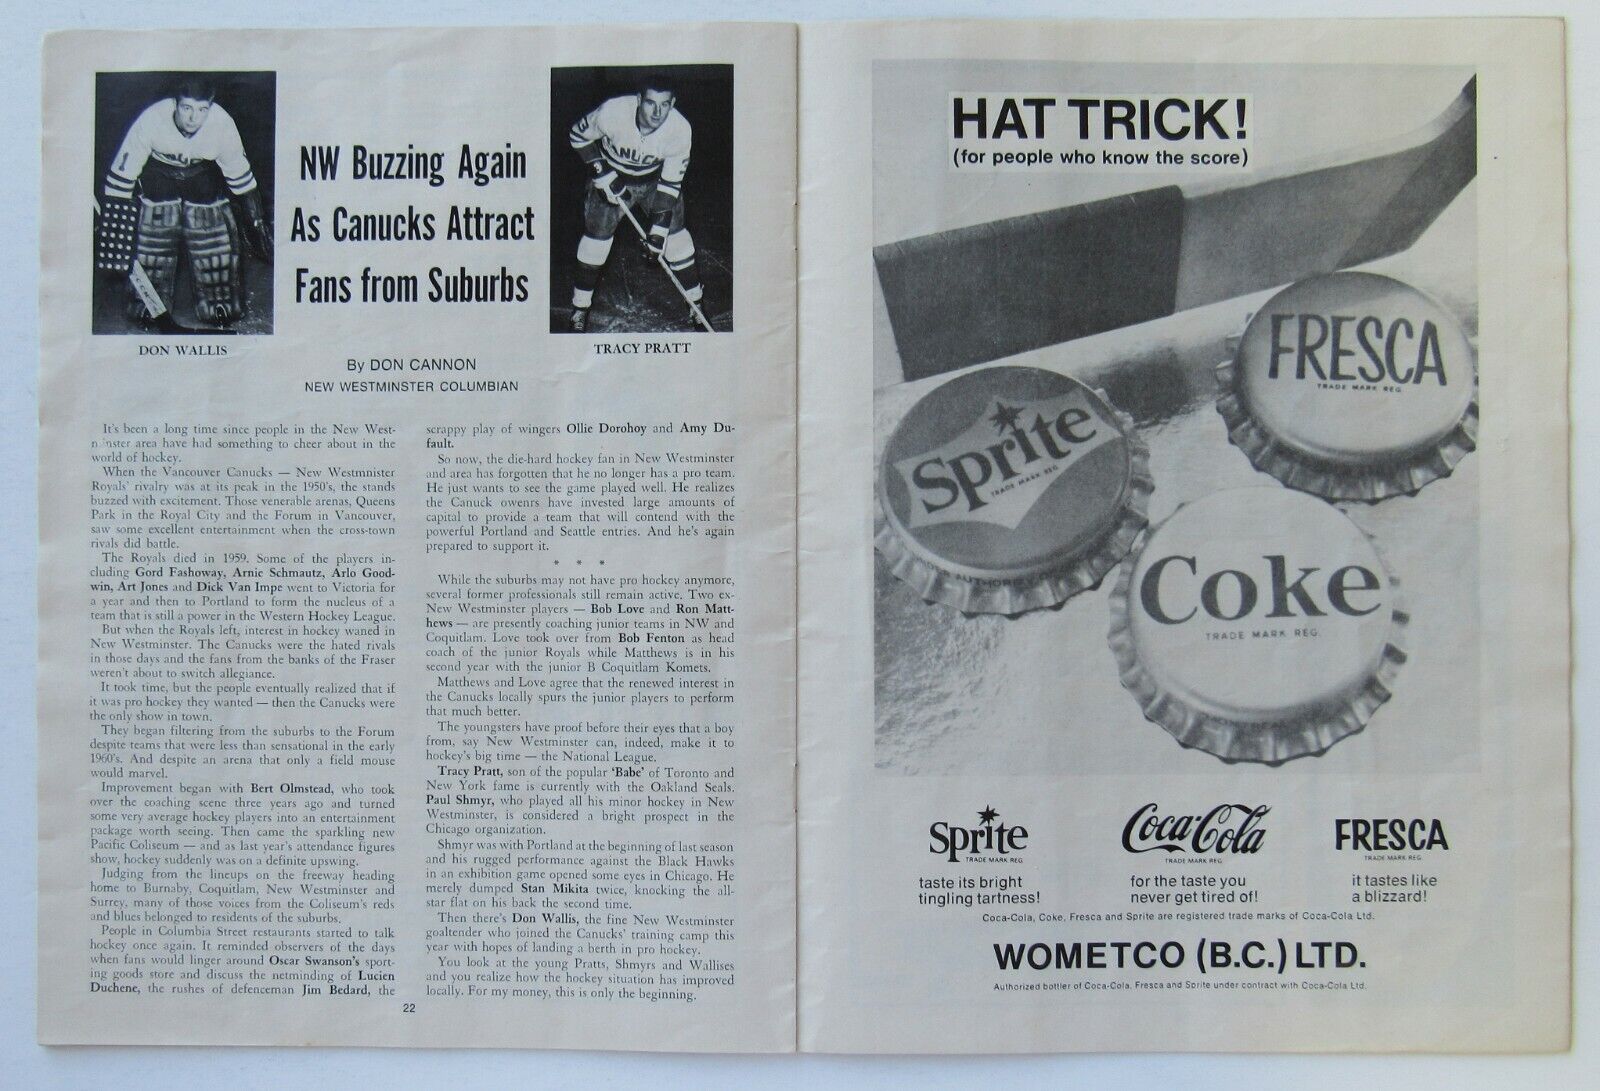 NW Buzzing Again
As Canucks Attract
Fans from Suburbs
DON WALLIS
TRACY PRATT
By DON CANNON
NEW WESTMINSTER COLUMBIAN
It's been a long time since people in the New West-
nster area have had something to cheer about in the
world of hockey.
When the Vancouver Canucks — New Westmnister
Royals' rivalry was at its peak in the 1950's, the stands
buzzed with excitement. Those venerable arenas, Queens
Park in the Royal City and the Forum in Vancouver,
saw some excellent entertainment when the cross-town
rivals did battle.
The Royals died in 1959. Some of the players in-
cluding Gord Fashoway, Arnie Schmautz, Arlo Good-
win, Art Jones and Dick Van Impe went to Victoria for
a year and then to Portland to form the nucleus of a
team that is still a power in the Western Hockey League.
But when the Royals left, interest in hockey waned in
New Westminster. The Canucks were the hated rivals
in those days and the fans from the banks of the Fraser
weren't about to switch allegiance.
It took time, but the people eventually realized that if
it was pro hockey they wanted — then the Canucks were
the only show in town.
They began filtering from the suburbs to the Forum
despite teams that were less than sensational in the early
1960's. And despite an arena that only a field mouse
would marvel.
Improvement began with Bert Olmstead, who took
over the coaching scene three years ago and turned
some very average hockey players into an entertainment
package worth seeing. Then came the sparkling new
Pacific Coliseum — and as last year's attendance figures
show, hockey suddenly was on a definite upswing.
Judging from the lineups on the freeway heading
home to Burnaby, Coquitlam, New Westminster and
Surrey, many of those voices from the Coliseum's reds
and blues belonged to residents of the suburbs.
People in Columbia Street restaurants started to talk
hockey once again. It reminded observers of the days
when fans would linger around Oscar Swanson's sport-
ing goods store and discuss the netminding of Lucien
Duchene, the rushes of defenceman Jim Bedard, the
scrappy play of wingers Ollie Dorohoy and Amy Du-
fault.
So now, the die-hard hockey fan in New Westminster
and area has forgotten that he no longer has a pro team.
He just wants to see the game played well. He realizes
the Canuck owenrs have invested large amounts of
capital to provide a team that will contend with the
powerful Portland and Seattle entries. And he's again
prepared to support it.
* * *
While the suburbs may not have pro hockey anymore,
several former professionals still remain active. Two ex-
New Westminster players — Bob Love and Ron Matt-
hews — are presently coaching junior teams in NW and
Coquitlam. Love took over from Bob Fenton as head
coach of the junior Royals while Matthews is in his
second year with the junior B Coquitlam Komets.
Matthews and Love agree that the renewed interest in
the Canucks locally spurs the junior players to perform
that much better.
The youngsters have proof before their eyes that a boy
from, say New Westminster can, indeed, make it to
hockey's big time — the National League.
Tracy Pratt, son of the popular 'Babe' of Toronto and
New York fame is currently with the Oakland Seals.
Paul Shmyr, who played all his minor hockey in New
Westminster, is considered a bright prospect in the
Chicago organization.
Shmyr was with Portland at the beginning of last season
and his rugged performance against the Black Hawks
in an exhibition game opened some eyes in Chicago. He
merely dumped Stan Mikita twice, knocking the all-
star flat on his back the second time.
Then there's Don Wallis, the fine New Westminster
goaltender who joined the Canucks' training camp this
year with hopes of landing a berth in pro hockey.
You look at the young Pratts, Shmyrs and Wallises
and you realize how the hockey situation has improved
locally. For my money, this is only the beginning.
22
HAT TRICK!
(for people who know the score)
FRESCA
TRADE MARK REG.
Sprite
TRADE MARK REG.
Coke
TRADE MARK REG.
Sprite
TRADE MARK REG.
taste its bright
tingling tartness!
Coca-Cola
TRADE MARK REG.
for the taste you
never get tired of!
FRESCA
TRADE MARK REG.
it tastes like
a blizzard!
Coca-Cola, Coke, Fresca and Sprite are registered trade marks of Coca-Cola Ltd.
WOMETCO (B.C.) LTD.
Authorized bottler of Coca-Cola, Fresca and Sprite under contract with Coca-Cola Ltd.